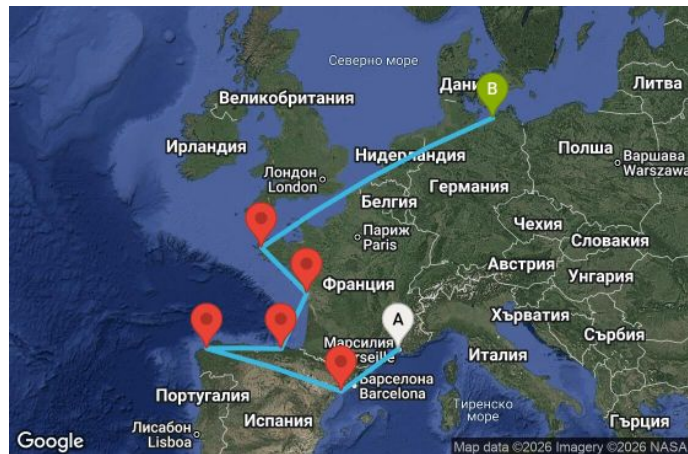 Северно море
Дани
Литва
B
Великобритания
Ирландия
Нидерландия
Полша
Варшава
Warszawa
Лондон
London
Германия
Белгия
Чехия
Париж
Paris
Словакия
Австрия
Унгария
Франция
A
Хърватия
Марсилия
rseille
Сърбия
Италия
Барселона
Barcelona
Португалия
Испания
Тиренско
море
Гърция
Лисабон
Lisboa
Google
Map data ©2026 Imagery ©2026 NASA